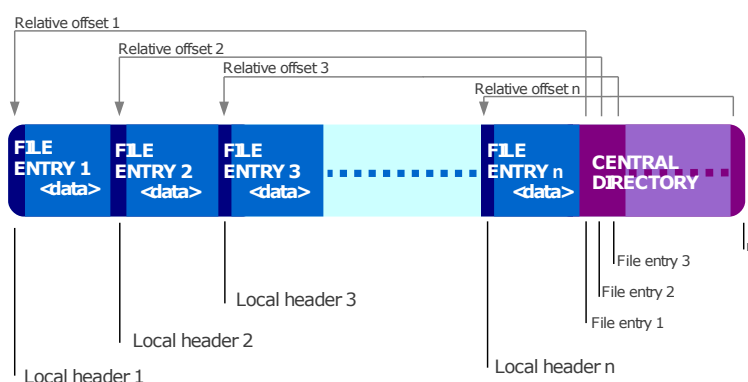 Relative offset 1
Relative offset 2
Relative offset 3
Relative offset n
FILE
ENTRY 1
<data>
FILE
ENTRY 2
<data>
FILE
ENTRY 3
<data>
FILE
ENTRY n
<data>
CENTRAL
DIRECTORY
File entry 3
File entry 2
File entry 1
Local header 3
Local header 2
Local header n
Local header 1